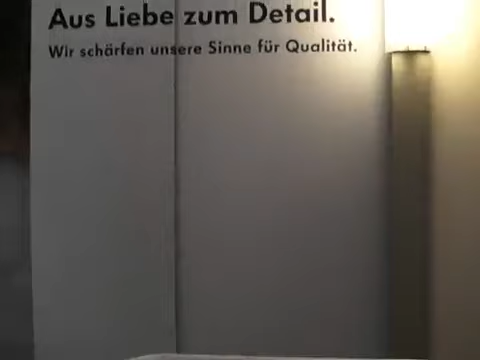 Aus Liebe zum Detail.
Wir schärfen unsere Sinne für Qualität.